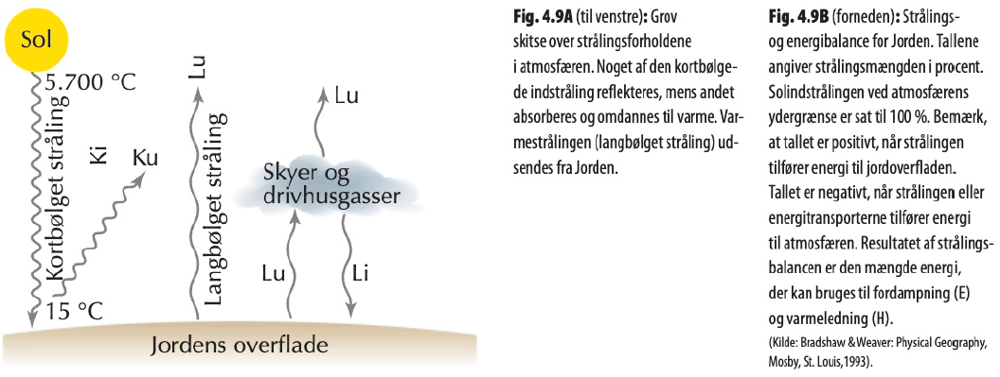 Sol
5.700 °C
Kortbølget stråling
Ki
Ku
15 °C
Lu
Langbølget stråling
Lu
Skyer og
drivhusgasser
Lu
Li
Jordens overflade
Fig. 4.9A (til venstre): Grov
skitse over strålingsforholdene
i atmosfæren. Noget af den kortbølge-
de indstråling reflekteres, mens andet
absorberes og omdannes til varme. Var-
mestrålingen (langbølget stråling) ud-
sendes fra Jorden.
Fig. 4.9B (forneden): Strålings-
og energibalance for Jorden. Tallene
angiver strålingsmængden i procent.
Solindstrålingen ved atmosfærens
ydergrænse er sat til 100 %. Bemærk,
at tallet er positivt, når strålingen
tilfører energi til jordoverfladen.
Tallet er negativt, når strålingen eller
energitransporterne tilfører energi
til atmosfæren. Resultatet af strålings-
balancen er den mængde energi,
der kan bruges til fordampning (E)
og varmeledning (H).
(Kilde: Bradshaw & Weaver: Physical Geography,
Mosby, St. Louis,1993).